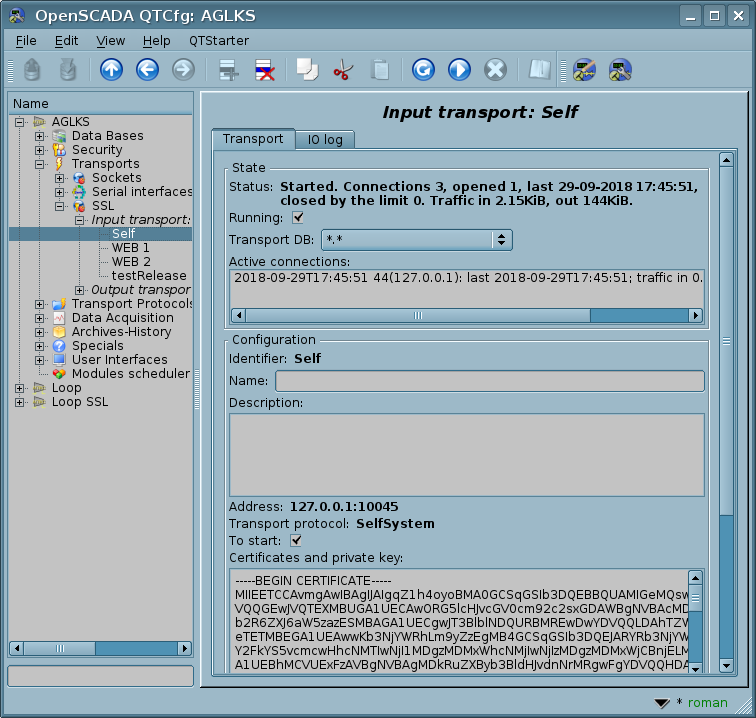 OpenSCADA QTCfg: AGLKS
File Edit View Help QTStarter
Name
AGLKS
Data Bases
Security
Transports
Sockets
Serial interfaces
SSL
Input transport:
Self
WEB 1
WEB 2
testRelease
Output transpor
Transport Protocols
Data Acquisition
Archives-History
Specials
User Interfaces
Modules scheduler
Loop
Loop SSL
Input transport: Self
Transport IO log
State
Status: Started. Connections 3, opened 1, last 29-09-2018 17:45:51,
closed by the limit 0. Traffic in 2.15KiB, out 144KiB.
Running:
Transport DB: *.*
Active connections:
2018-09-29T17:45:51 44(127.0.0.1): last 2018-09-29T17:45:51; traffic in 0.
Configuration
Identifier: Self
Name:
Description:
Address: 127.0.0.1:10045
Transport protocol: SelfSystem
To start:
Certificates and private key:
-----BEGIN CERTIFICATE-----
* roman